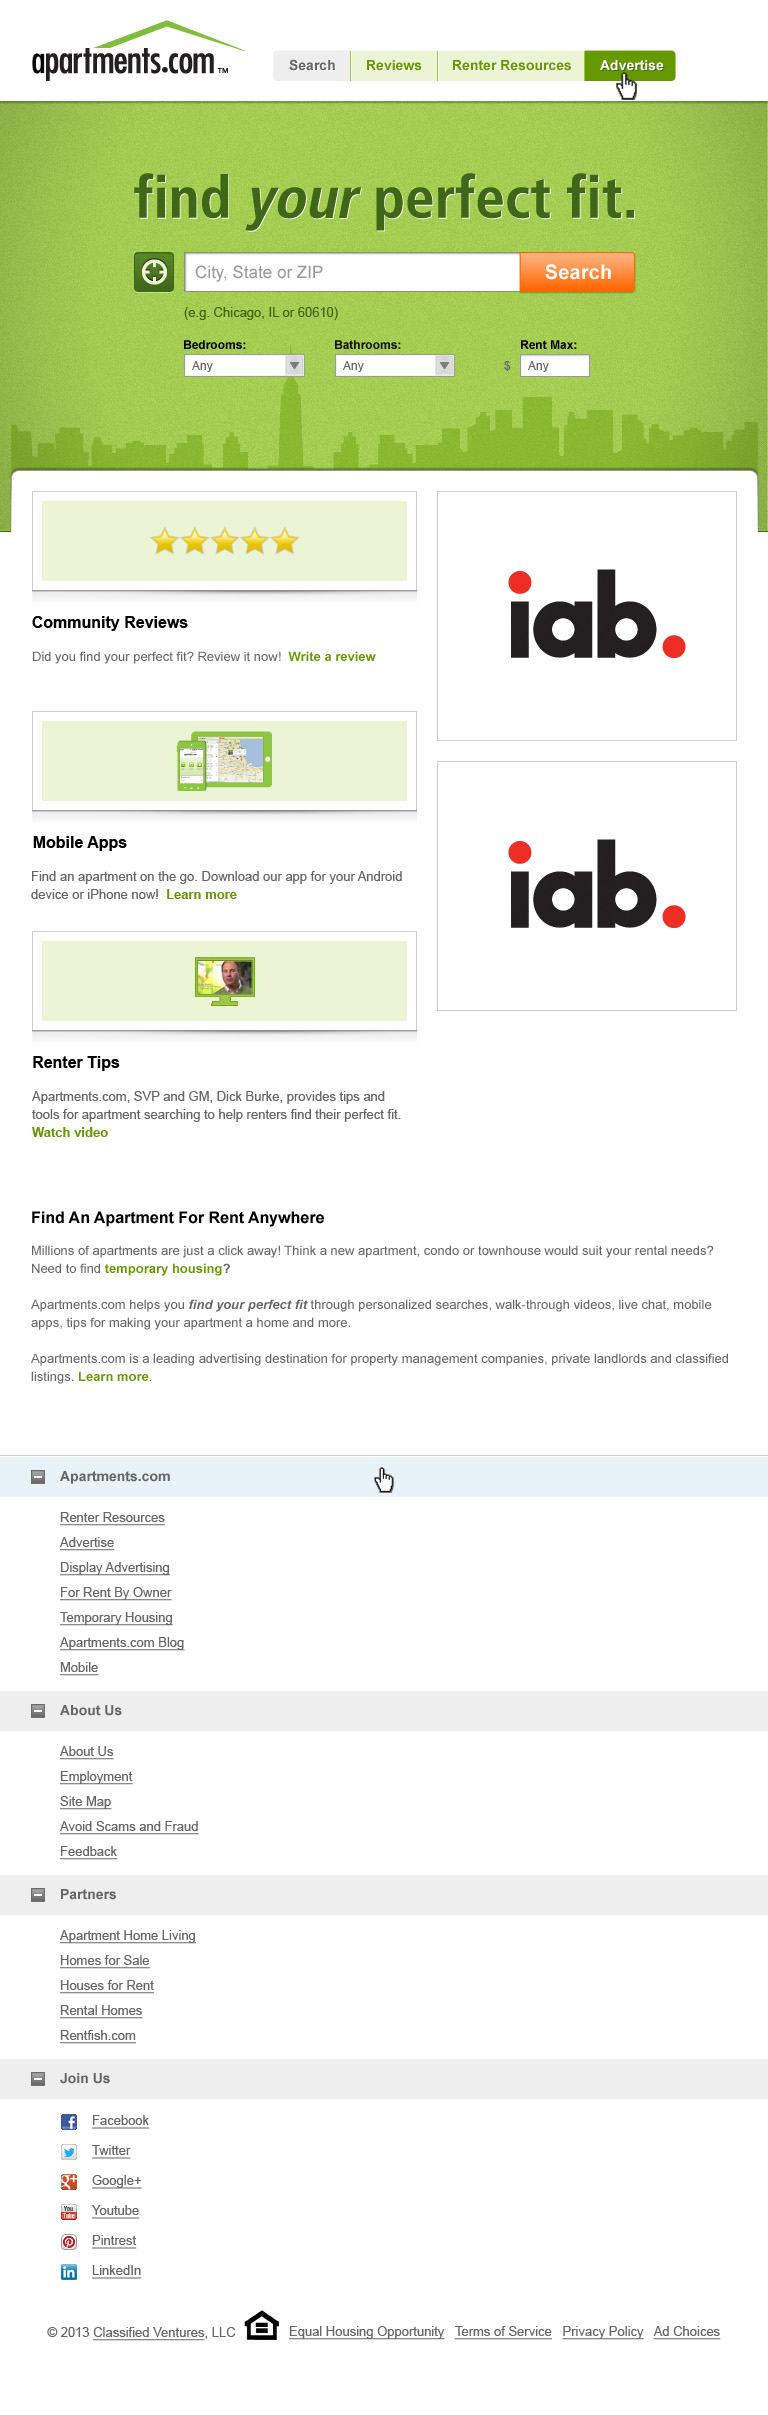 apartments.com™
Search Reviews Renter Resources Advertise
find your perfect fit.
City, State or ZIP Search
(e.g. Chicago, IL or 60610)
Bedrooms: Bathrooms: Rent Max:
Any Any $ Any
Community Reviews
Did you find your perfect fit? Review it now! Write a review
iab.
Mobile Apps
Find an apartment on the go. Download our app for your Android
device or iPhone now! Learn more
iab.
Renter Tips
Apartments.com, SVP and GM, Dick Burke, provides tips and
tools for apartment searching to help renters find their perfect fit.
Watch video
Find An Apartment For Rent Anywhere
Millions of apartments are just a click away! Think a new apartment, condo or townhouse would suit your rental needs?
Need to find temporary housing?
Apartments.com helps you find your perfect fit through personalized searches, walk-through videos, live chat, mobile
apps, tips for making your apartment a home and more.
Apartments.com is a leading advertising destination for property management companies, private landlords and classified
listings. Learn more.
Apartments.com
Renter Resources
Advertise
Display Advertising
For Rent By Owner
Temporary Housing
Apartments.com Blog
Mobile
About Us
About Us
Employment
Site Map
Avoid Scams and Fraud
Feedback
Partners
Apartment Home Living
Homes for Sale
Houses for Rent
Rental Homes
Rentfish.com
Join Us
Facebook
Twitter
Google+
You Tube Youtube
Pintrest
in LinkedIn
© 2013 Classified Ventures, LLC Equal Housing Opportunity Terms of Service Privacy Policy Ad Choices